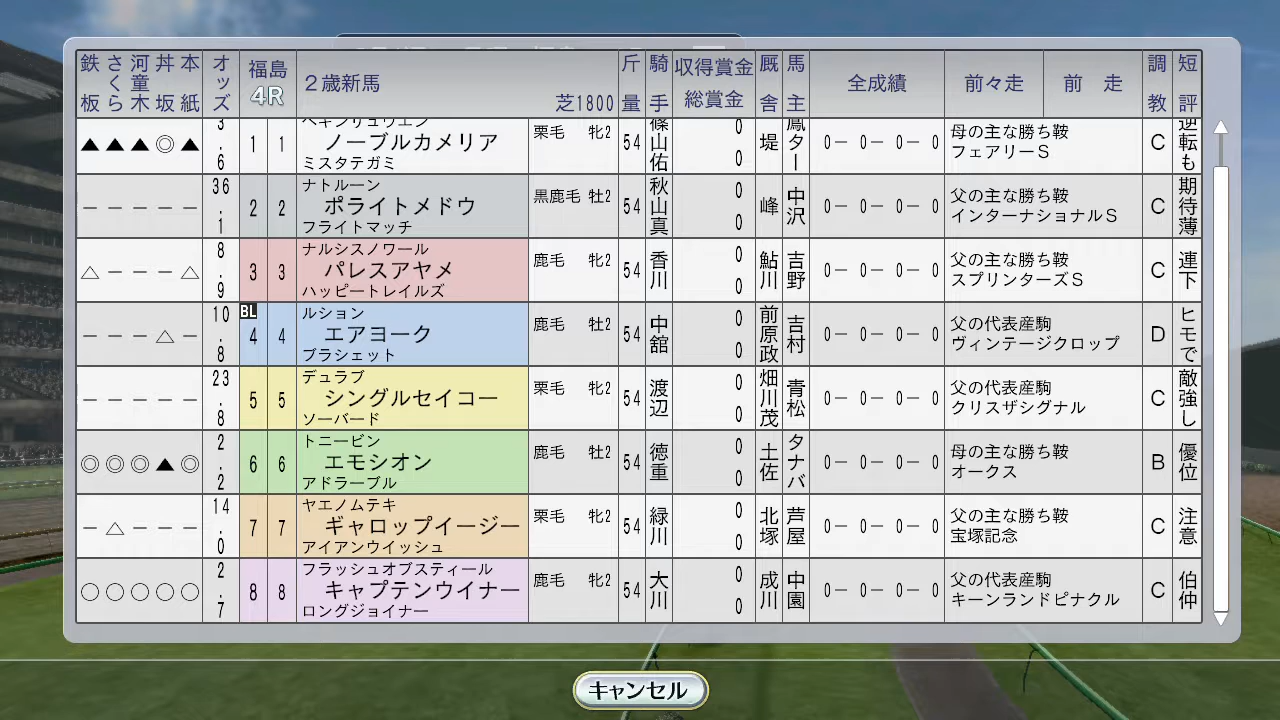 鉄板 さくら 河童木 丼坂 本紙 オッズ 福島 4R 2歳新馬 芝1800 斤量 騎手 収得賞金 総賞金 厩舎 馬主 全成績 前々走 前 走 調教 短評
▲ ▲ ▲ ◎ ▲ 3.6 1 1 ノーブルカメリア ミスタテガミ 栗毛 牝2 54 篠山佑 0 0 堤 鳳ター 0- 0- 0- 0 母の主な勝ち鞍 フェアリーS C 逆転も
- - - - - 36.1 2 2 ナトルーン ポライトメドウ フライトマッチ 黒鹿毛 牡2 54 秋山真 0 0 峰 中沢 0- 0- 0- 0 父の主な勝ち鞍 インターナショナルS C 期待薄
△ - - - △ 8.9 3 3 ナルシスノワール パレスアヤメ ハッピートレイルズ 鹿毛 牝2 54 香川 0 0 鮎川 吉野 0- 0- 0- 0 父の主な勝ち鞍 スプリンターズS C 連下
- - - △ - 10.8 BL 4 4 ルション エアヨーク ブラシェット 鹿毛 牡2 54 中舘 0 0 前原政 吉村 0- 0- 0- 0 父の代表産駒 ヴィンテージクロップ D ヒモで
- - - - - 23.8 5 5 デュラブ シングルセイコー ソーバード 栗毛 牝2 54 渡辺 0 0 畑川茂 青松 0- 0- 0- 0 父の代表産駒 クリスザシグナル C 敵強し
◎ ◎ ◎ ▲ ◎ 2.2 6 6 トニービン エモシオン アドラーブル 鹿毛 牡2 54 徳重 0 0 土佐 タナバ 0- 0- 0- 0 母の主な勝ち鞍 オークス B 優位
- △ - - - 14.0 7 7 ヤエノムテキ ギャロップイージー アイアンウイッシュ 栗毛 牝2 54 緑川 0 0 北塚 芦屋 0- 0- 0- 0 父の主な勝ち鞍 宝塚記念 C 注意
○ ○ ○ ○ ○ 2.7 8 8 フラッシュオブスティール キャプテンウイナー ロングジョイナー 鹿毛 牝2 54 大川 0 0 成川 中園 0- 0- 0- 0 父の代表産駒 キーンランドピナクル C 伯仲
キャンセル